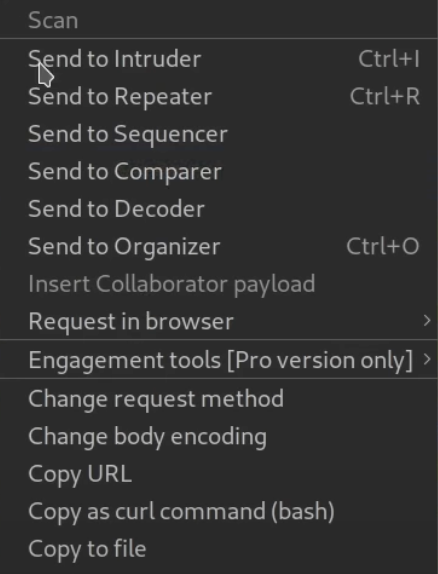 Scan
Send to Intruder Ctrl+I
Send to Repeater Ctrl+R
Send to Sequencer
Send to Comparer
Send to Decoder
Send to Organizer Ctrl+O
Insert Collaborator payload
Request in browser >
Engagement tools [Pro version only] >
Change request method
Change body encoding
Copy URL
Copy as curl command (bash)
Copy to file